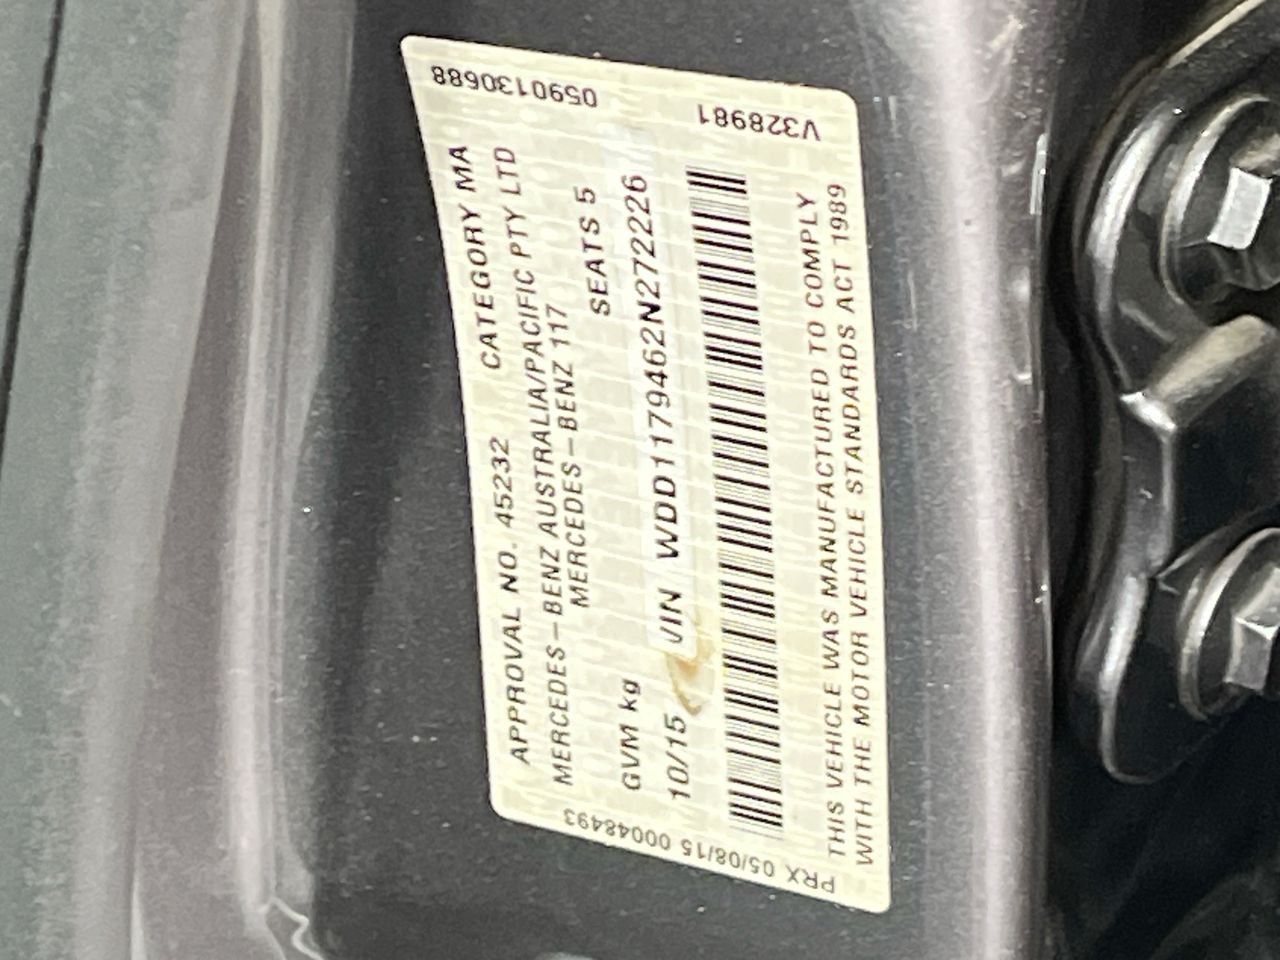 APPROVAL NO. 45232 CATEGORY MA
MERCEDES-BENZ AUSTRALIA/PACIFIC PTY LTD
MERCEDES-BENZ 117
GVM kg SEATS 5
10/15 VIN WDD1179462N272226
THIS VEHICLE WAS MANUFACTURED TO COMPLY
WITH THE MOTOR VEHICLE STANDARDS ACT 1989
0590130688 V328981
PRX 05/08/15 00048493